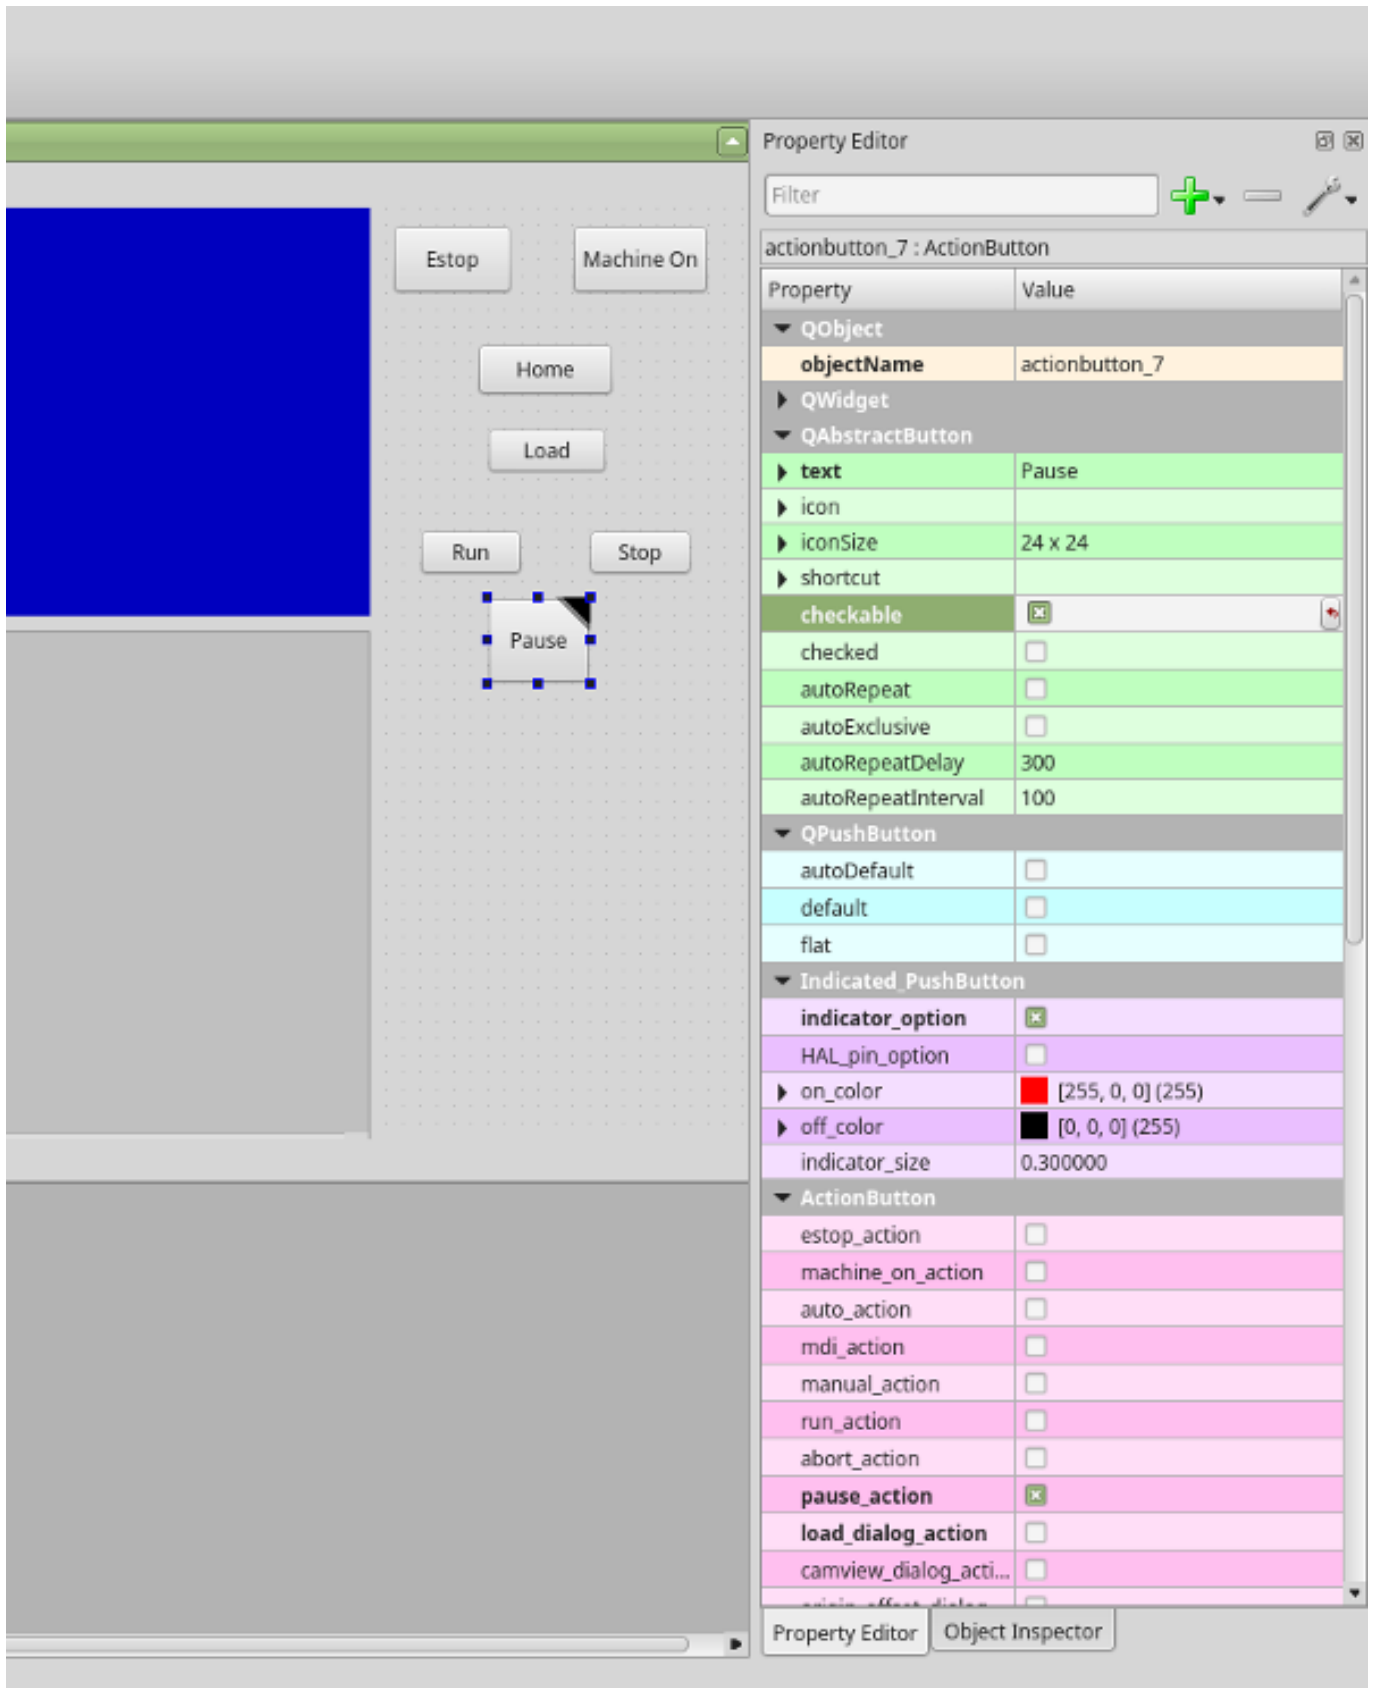 Property Editor
Filter
actionbutton_7 : ActionButton
Estop
Machine On
Home
Load
Run
Stop
Pause
Property Value
QObject
objectName actionbutton_7
QWidget
QAbstractButton
text Pause
icon
iconSize 24 x 24
shortcut
checkable
checked
autoRepeat
autoExclusive
autoRepeatDelay 300
autoRepeatInterval 100
QPushButton
autoDefault
default
flat
Indicated_PushButton
indicator_option
HAL_pin_option
on_color [255, 0, 0] (255)
off_color [0, 0, 0] (255)
indicator_size 0.300000
ActionButton
estop_action
machine_on_action
auto_action
mdi_action
manual_action
run_action
abort_action
pause_action
load_dialog_action
camview_dialog_acti...
Property Editor Object Inspector